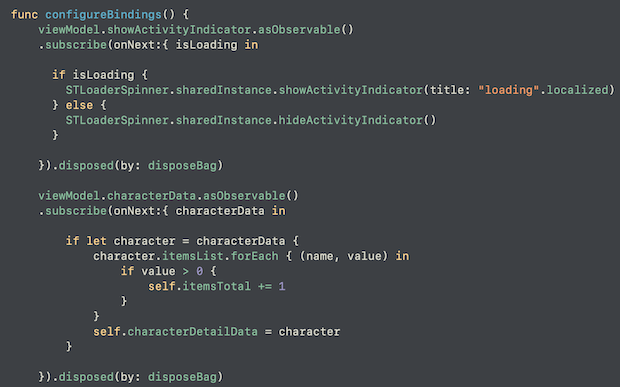 func configureBindings() {
viewModel.showActivityIndicator.asObservable()
.subscribe(onNext:{ isLoading in
if isLoading {
STLoaderSpinner.sharedInstance.showActivityIndicator(title: "loading".localized)
} else {
STLoaderSpinner.sharedInstance.hideActivityIndicator()
}
}).disposed(by: disposeBag)
viewModel.characterData.asObservable()
.subscribe(onNext:{ characterData in
if let character = characterData {
character.itemsList.forEach { (name, value) in
if value > 0 {
self.itemsTotal += 1
}
}
self.characterDetailData = character
}
}).disposed(by: disposeBag)